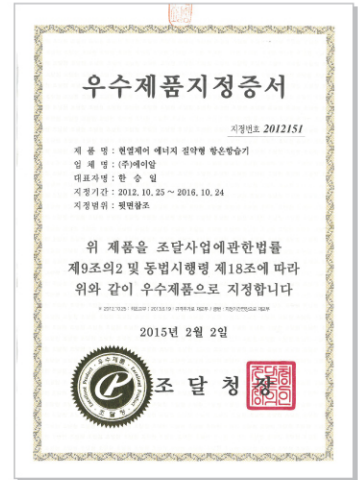 우수제품지정증서
지정번호 2012151
제 품 명 : 현열제어 에너지 절약형 항온항습기
업 체 명 : (주)에이알
대표자명 : 한 승 일
지정기간 : 2012. 10. 25 ~ 2016. 10. 24
지정범위 : 뒷면참조
위 제품을 조달사업에관한법률
제9조의2 및 동법시행령 제18조에 따라
위와 같이 우수제품으로 지정합니다
2015년 2월 2일
조 달 청 장